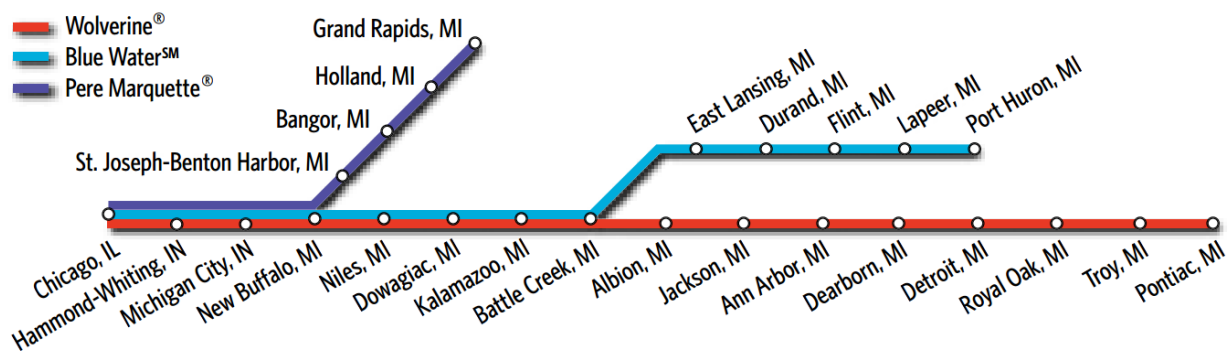 Wolverine®
Blue Water℠
Pere Marquette®
Grand Rapids, MI
Holland, MI
Bangor, MI
St. Joseph-Benton Harbor, MI
East Lansing, MI
Durand, MI
Flint, MI
Lapeer, MI
Port Huron, MI
Chicago, IL
Hammond-Whiting, IN
Michigan City, IN
New Buffalo, MI
Niles, MI
Dowagiac, MI
Kalamazoo, MI
Battle Creek, MI
Albion, MI
Jackson, MI
Ann Arbor, MI
Dearborn, MI
Detroit, MI
Royal Oak, MI
Troy, MI
Pontiac, MI